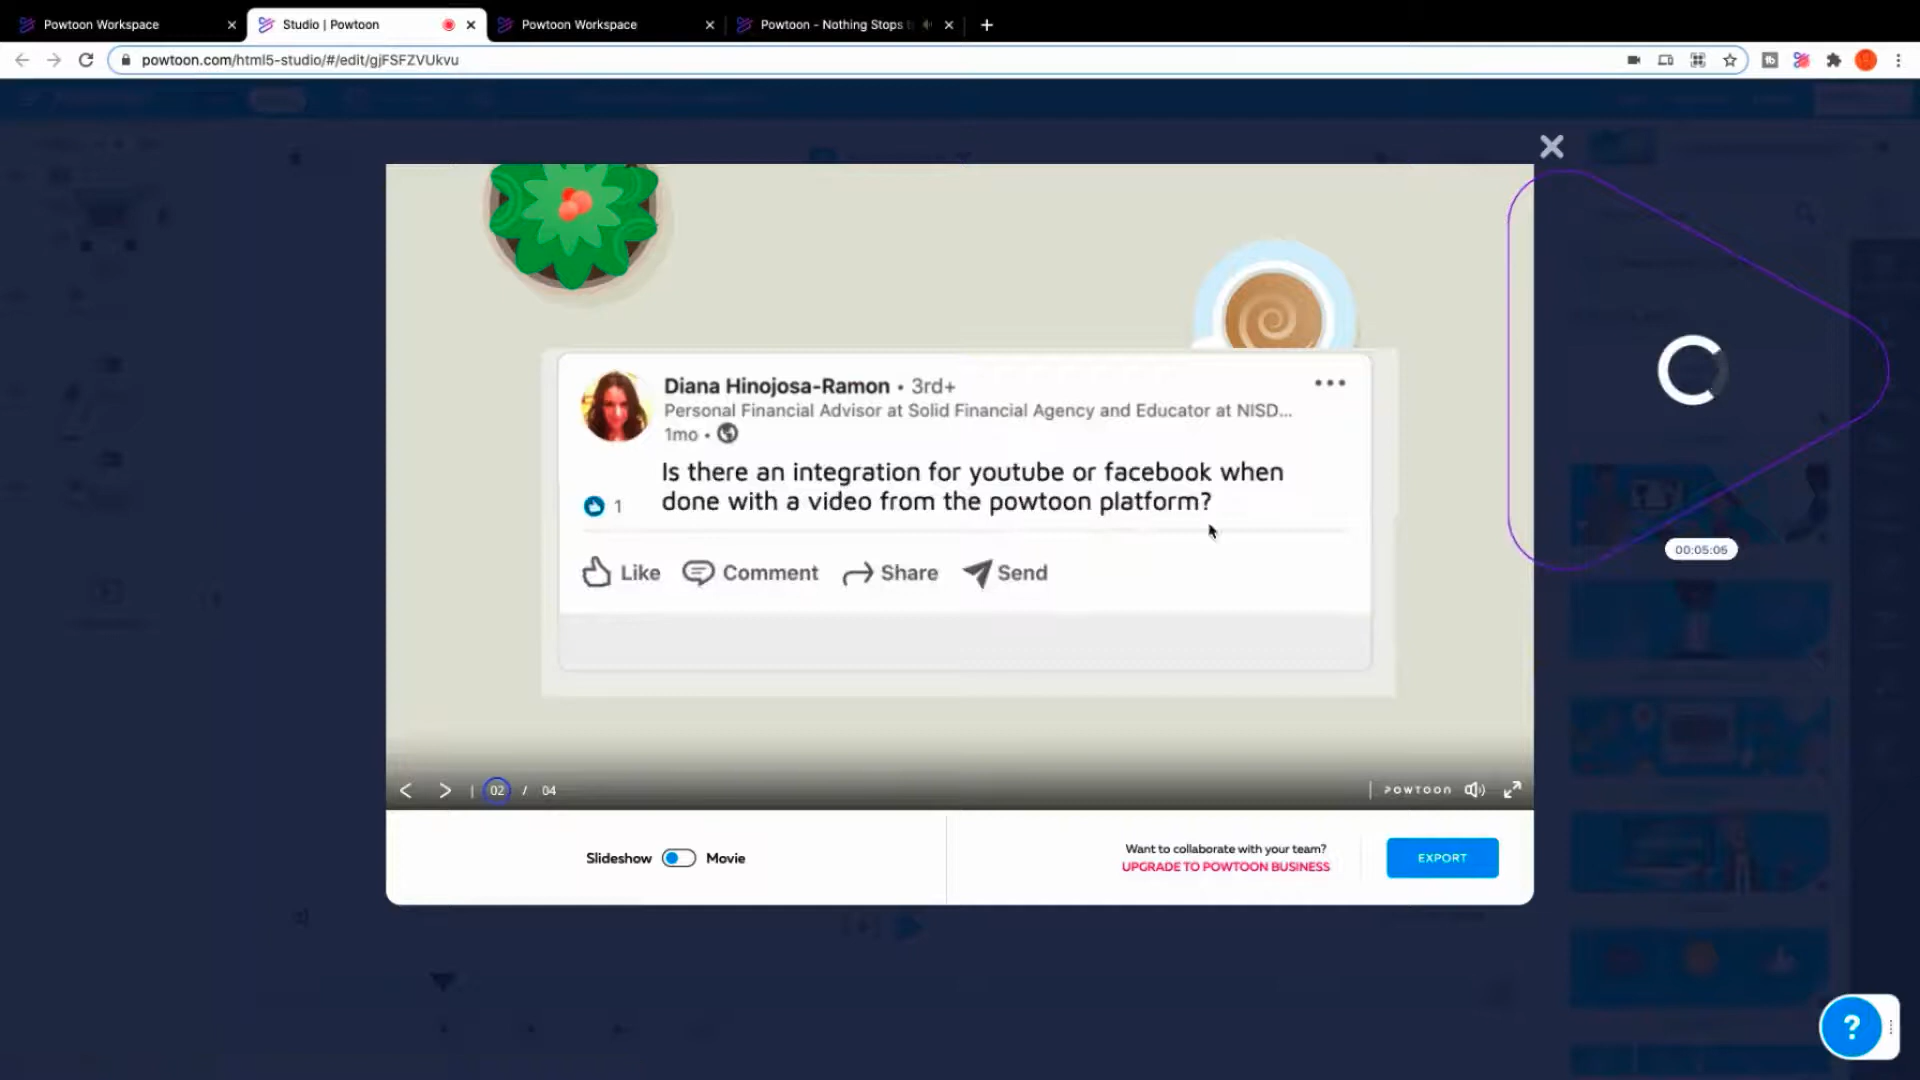 Powtoon Workspace
Studio | Powtoon
Powtoon Workspace
Powtoon - Nothing Stops
powtoon.com/html5-studio/#/edit/gjFSFZVUkvu
Diana Hinojosa-Ramon • 3rd+
Personal Financial Advisor at Solid Financial Agency and Educator at NISD...
1mo •
Is there an integration for youtube or facebook when
done with a video from the powtoon platform?
1
Like Comment Share Send
00:05:05
| 02 / 04
| POWTOON
Slideshow Movie
Want to collaborate with your team?
UPGRADE TO POWTOON BUSINESS
EXPORT
?